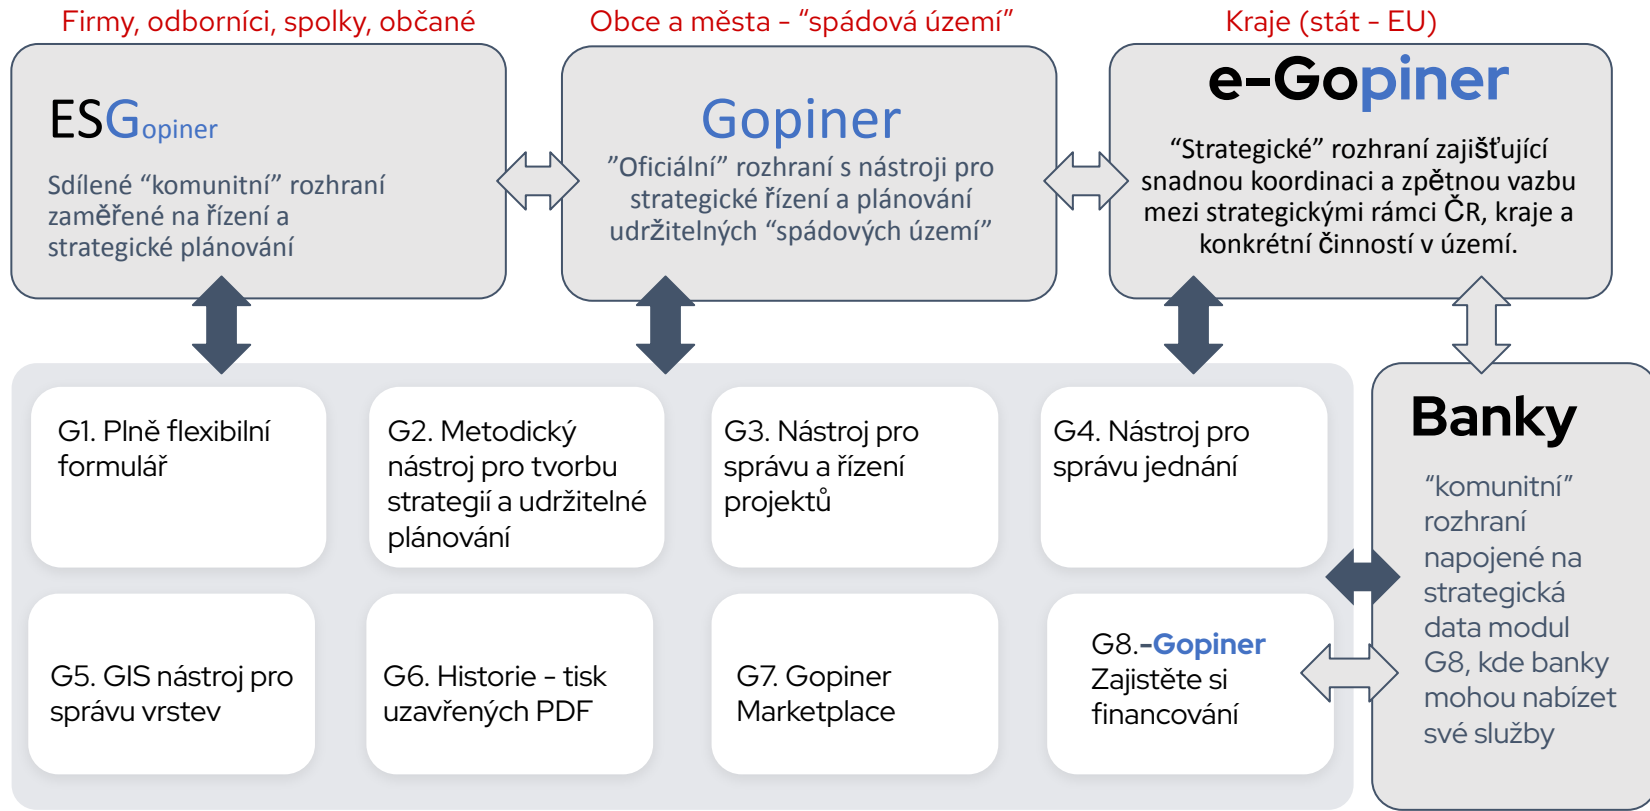 Firmy, odborníci, spolky, občané
Obce a města - “spádová území”
Kraje (stát - EU)
ESGopiner
Sdílené “komunitní” rozhraní
zaměřené na řízení a
strategické plánování
Gopiner
”Oficiální” rozhraní s nástroji pro
strategické řízení a plánování
udržitelných “spádových území”
e-Gopiner
“Strategické” rozhraní zajišťující
snadnou koordinaci a zpětnou vazbu
mezi strategickými rámci ČR, kraje a
konkrétní činností v území.
G1. Plně flexibilní
formulář
G2. Metodický
nástroj pro tvorbu
strategií a udržitelné
plánování
G3. Nástroj pro
správu a řízení
projektů
G4. Nástroj pro
správu jednání
G5. GIS nástroj pro
správu vrstev
G6. Historie - tisk
uzavřených PDF
G7. Gopiner
Marketplace
G8.-Gopiner
Zajistěte si
financování
Banky
“komunitní”
rozhraní
napojené na
strategická
data modul
G8, kde banky
mohou nabízet
své služby